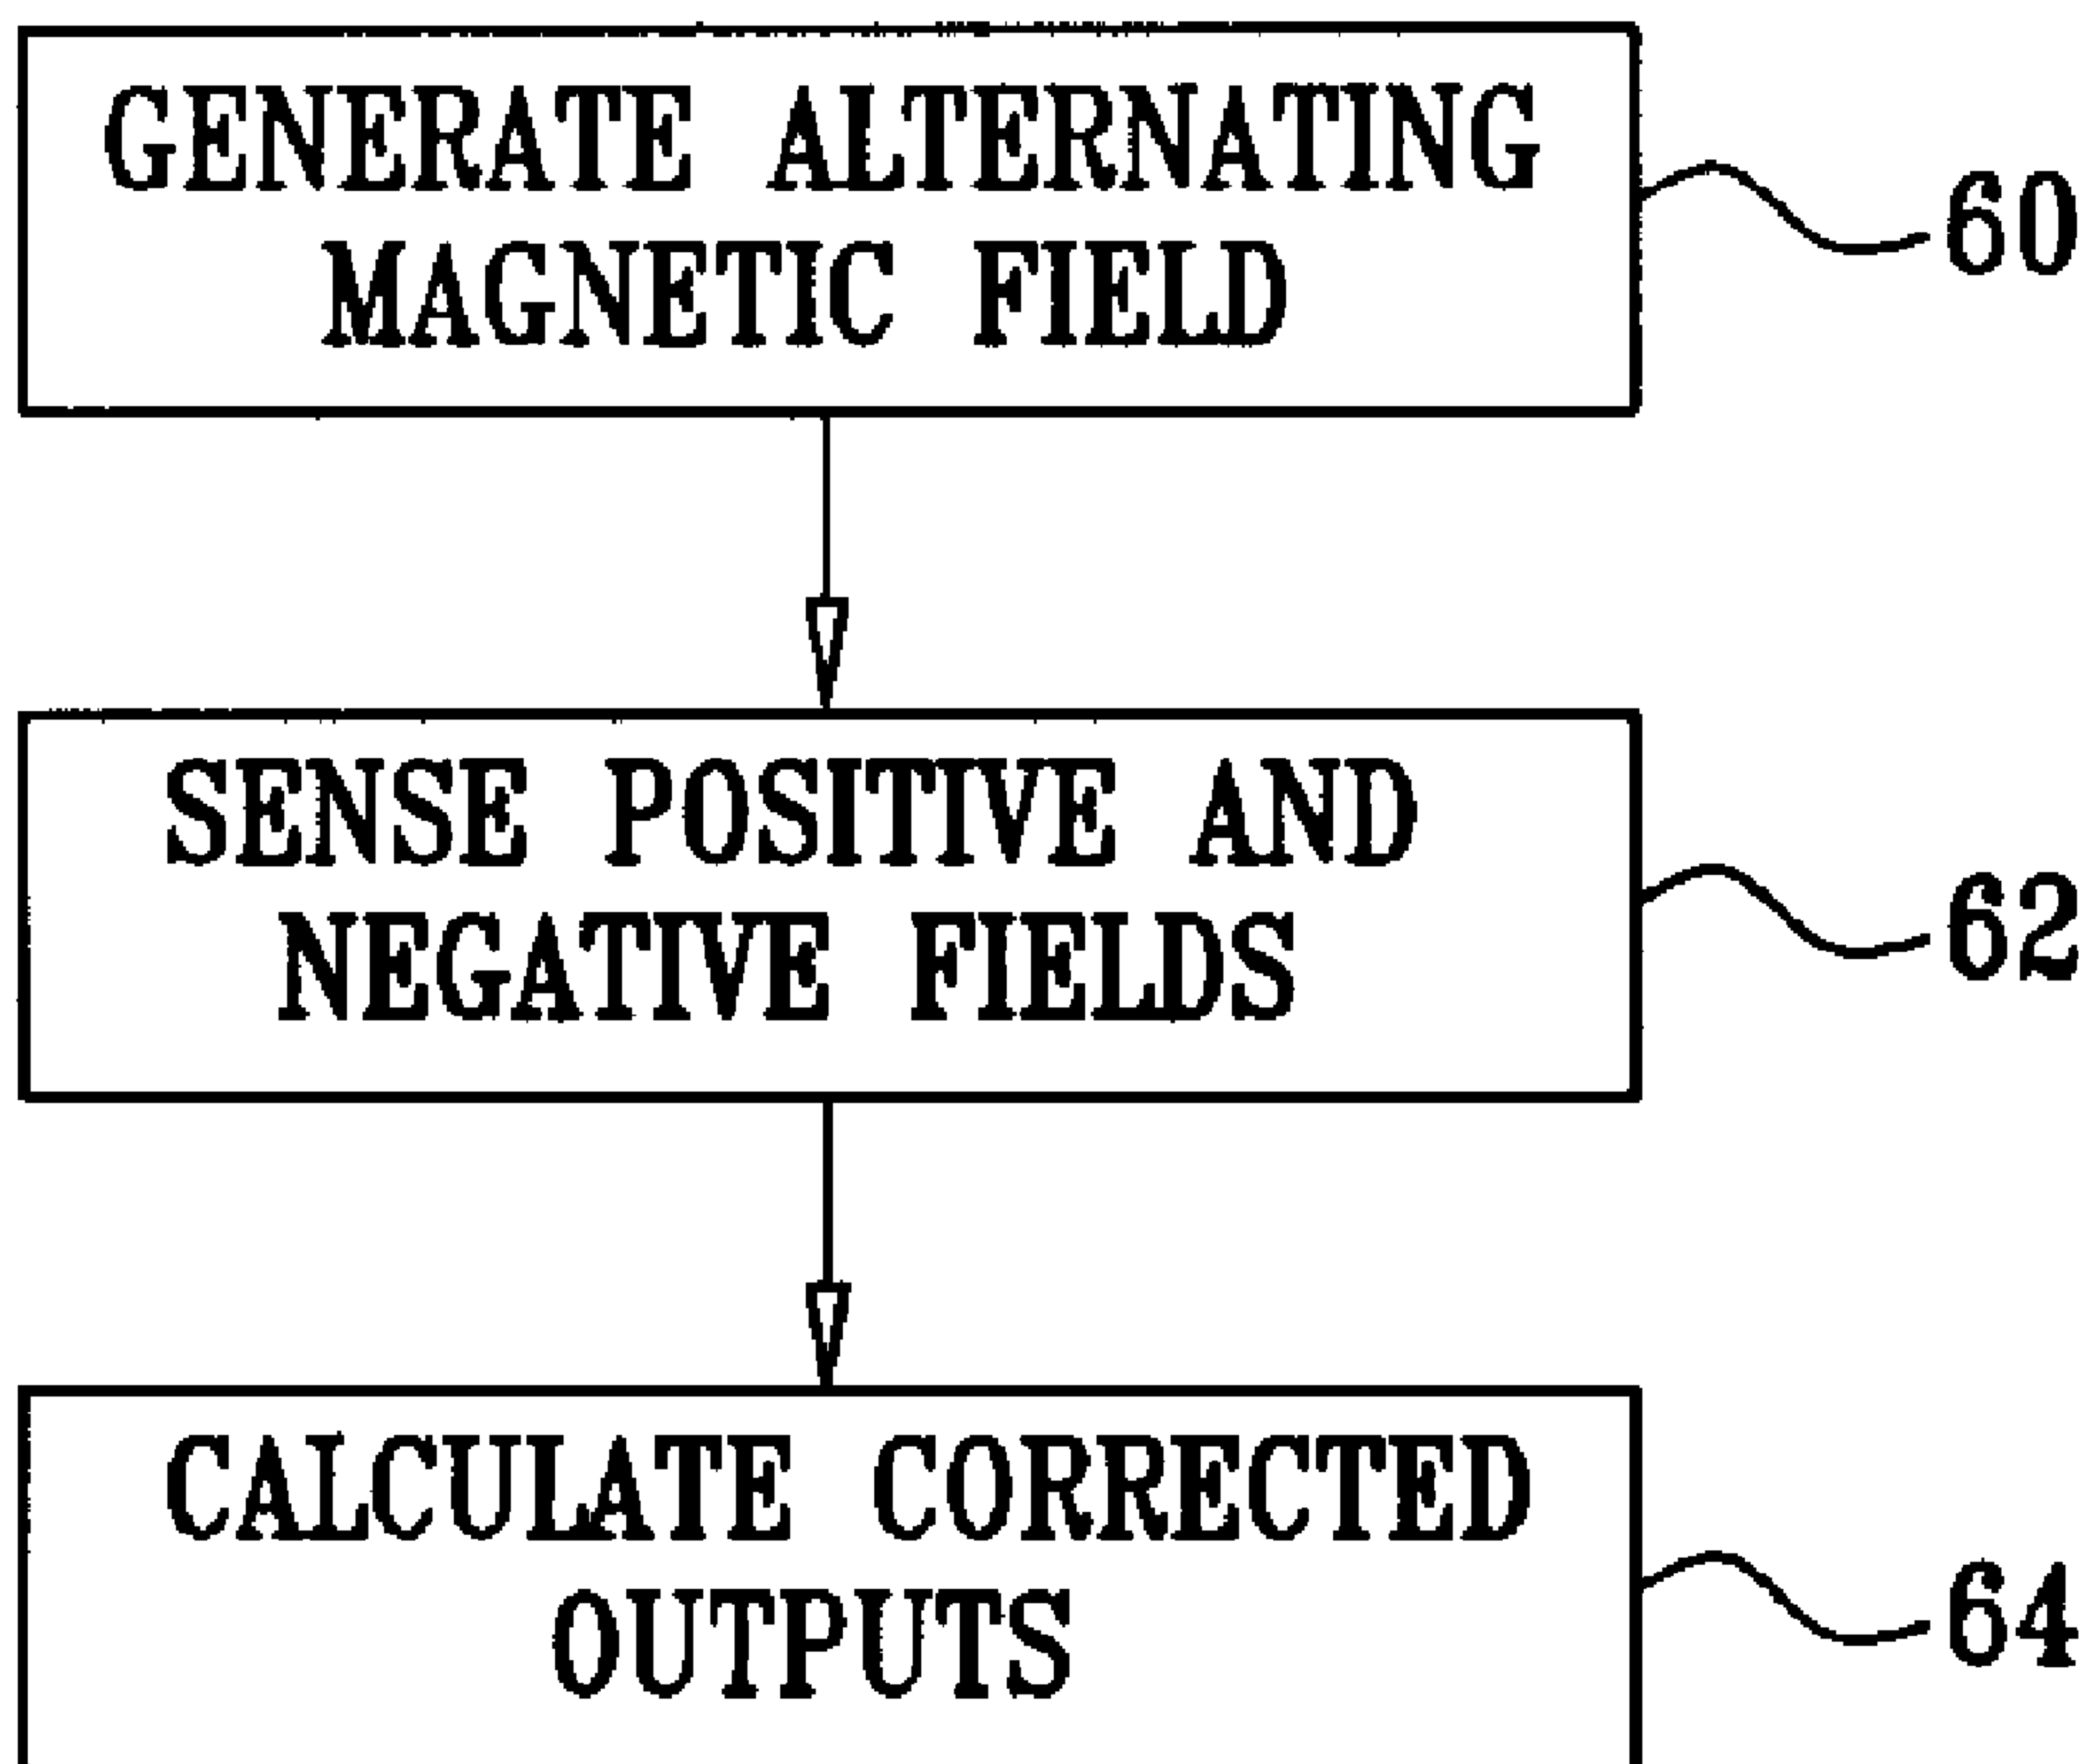 GENERATE ALTERNATING
MAGNETIC FIELD
60
SENSE POSITIVE AND
NEGATIVE FIELDS
62
CALCULATE CORRECTED
OUTPUTS
64